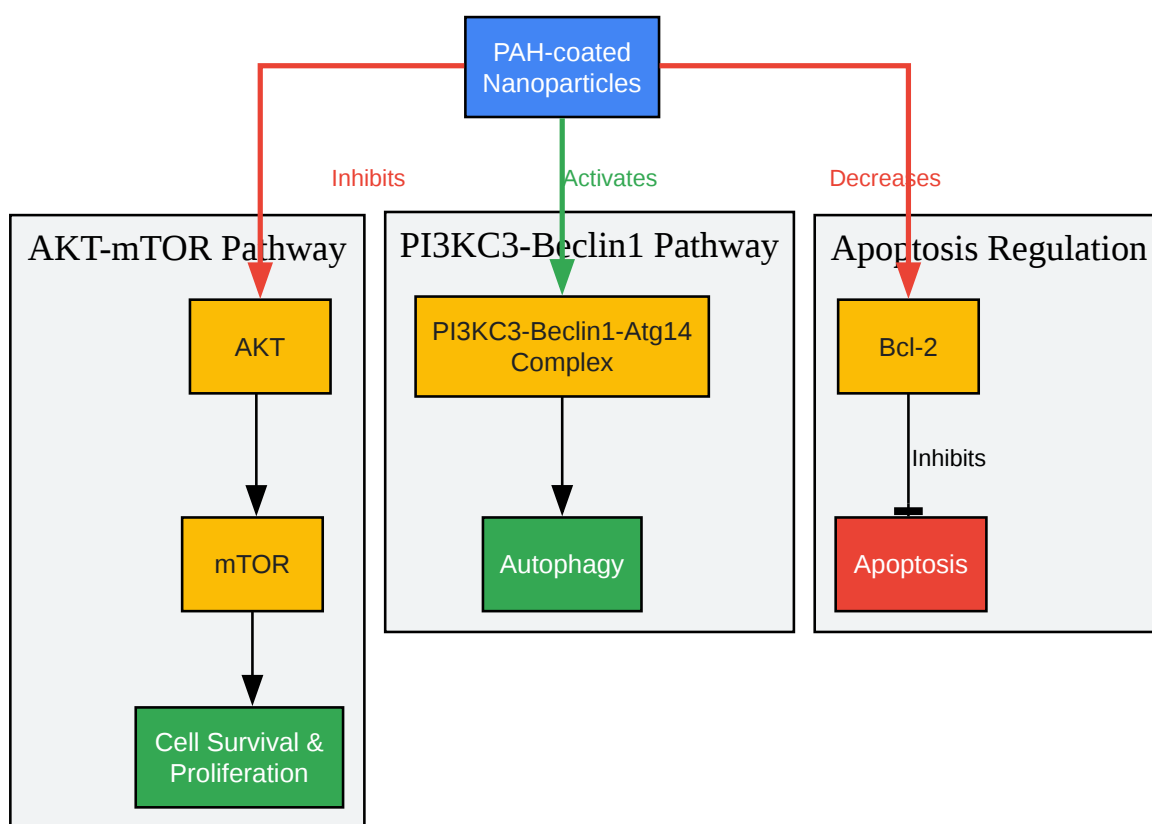 PAH-coated
Nanoparticles
Inhibits
Activates
Decreases
AKT-mTOR Pathway
PI3KC3-Beclin1 Pathway
Apoptosis Regulation
AKT
PI3KC3-Beclin1-Atg14
Complex
Bcl-2
Inhibits
mTOR
Autophagy
Apoptosis
Cell Survival &
Proliferation